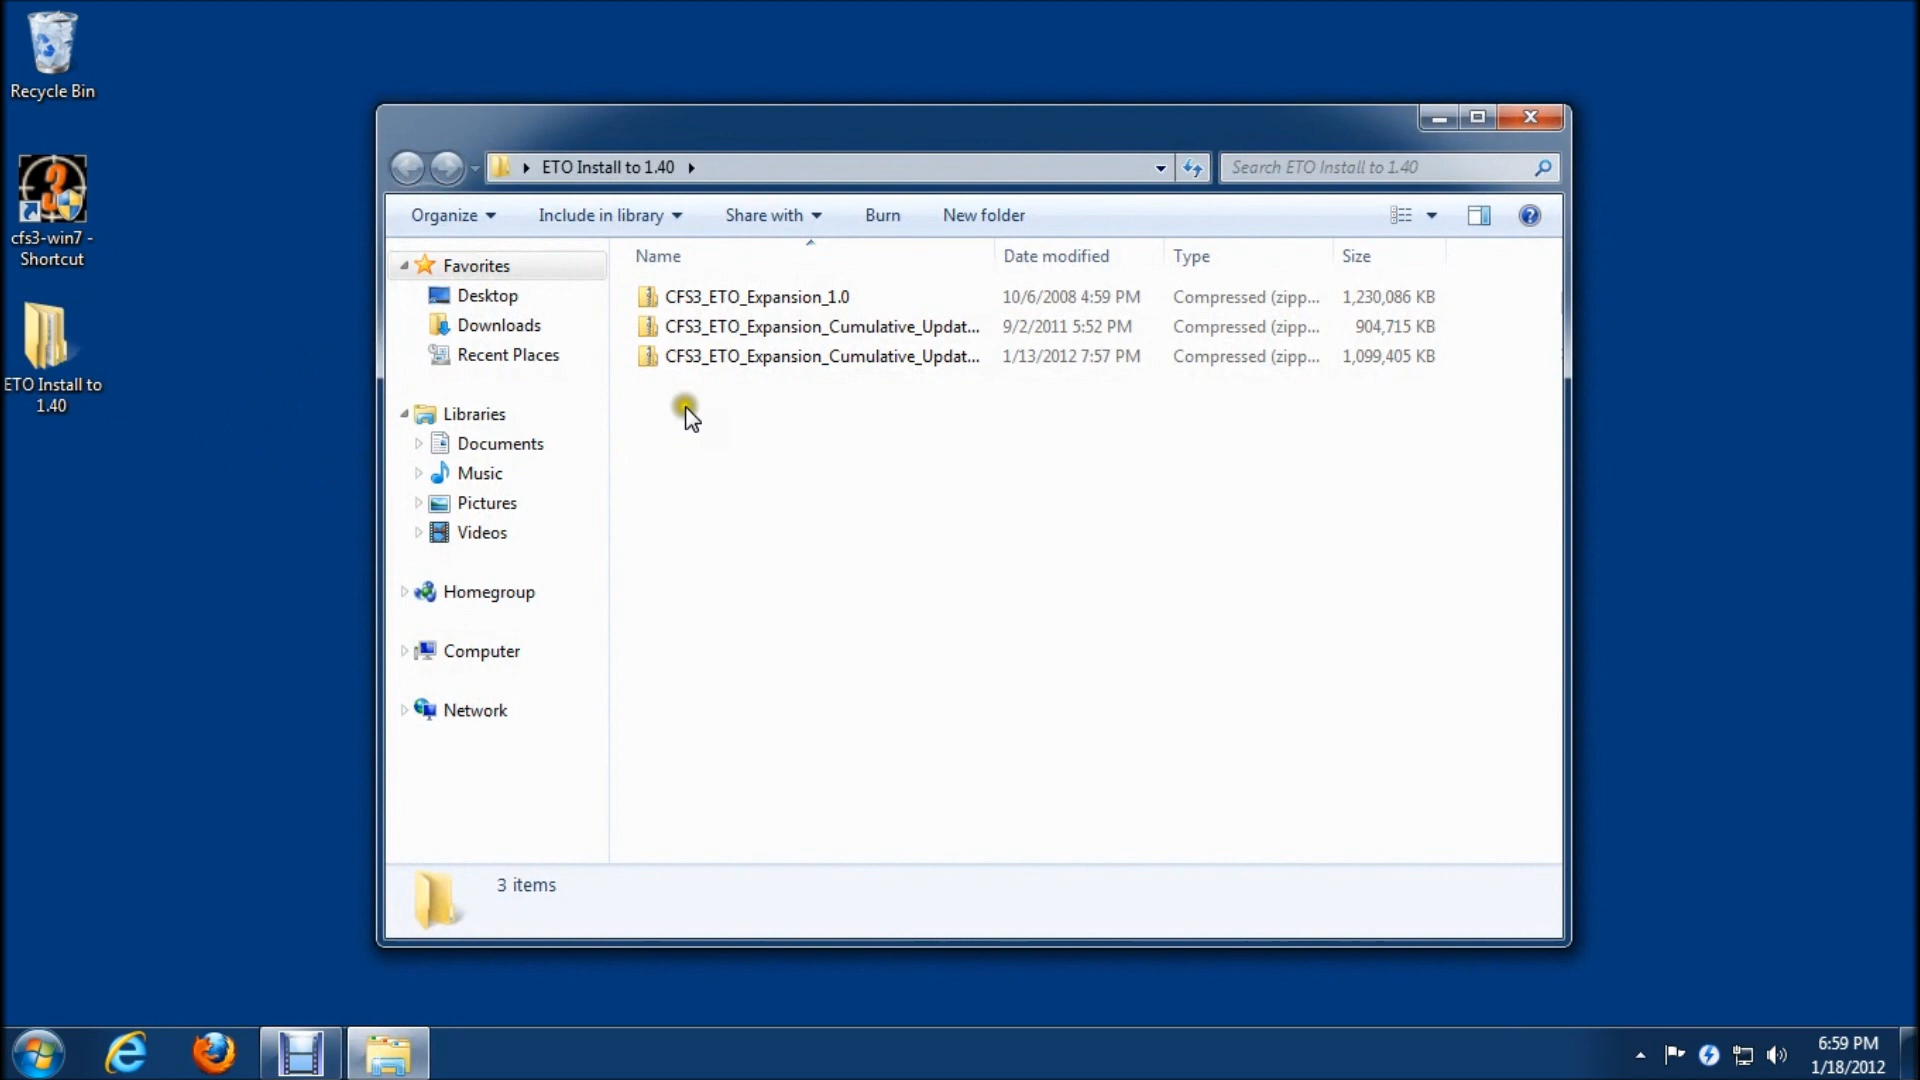 Recycle Bin
cfs3-win7 -
Shortcut
ETO Install to
1.40
ETO Install to 1.40
Search ETO Install to 1.40
Organize
Include in library
Share with
Burn
New folder
Name
Date modified
Type
Size
CFS3_ETO_Expansion_1.0
10/6/2008 4:59 PM
Compressed (zipp...
1,230,086 KB
CFS3_ETO_Expansion_Cumulative_Updat...
9/2/2011 5:52 PM
Compressed (zipp...
904,715 KB
CFS3_ETO_Expansion_Cumulative_Updat...
1/13/2012 7:57 PM
Compressed (zipp...
1,099,405 KB
Favorites
Desktop
Downloads
Recent Places
Libraries
Documents
Music
Pictures
Videos
Homegroup
Computer
Network
3 items
6:59 PM
1/18/2012